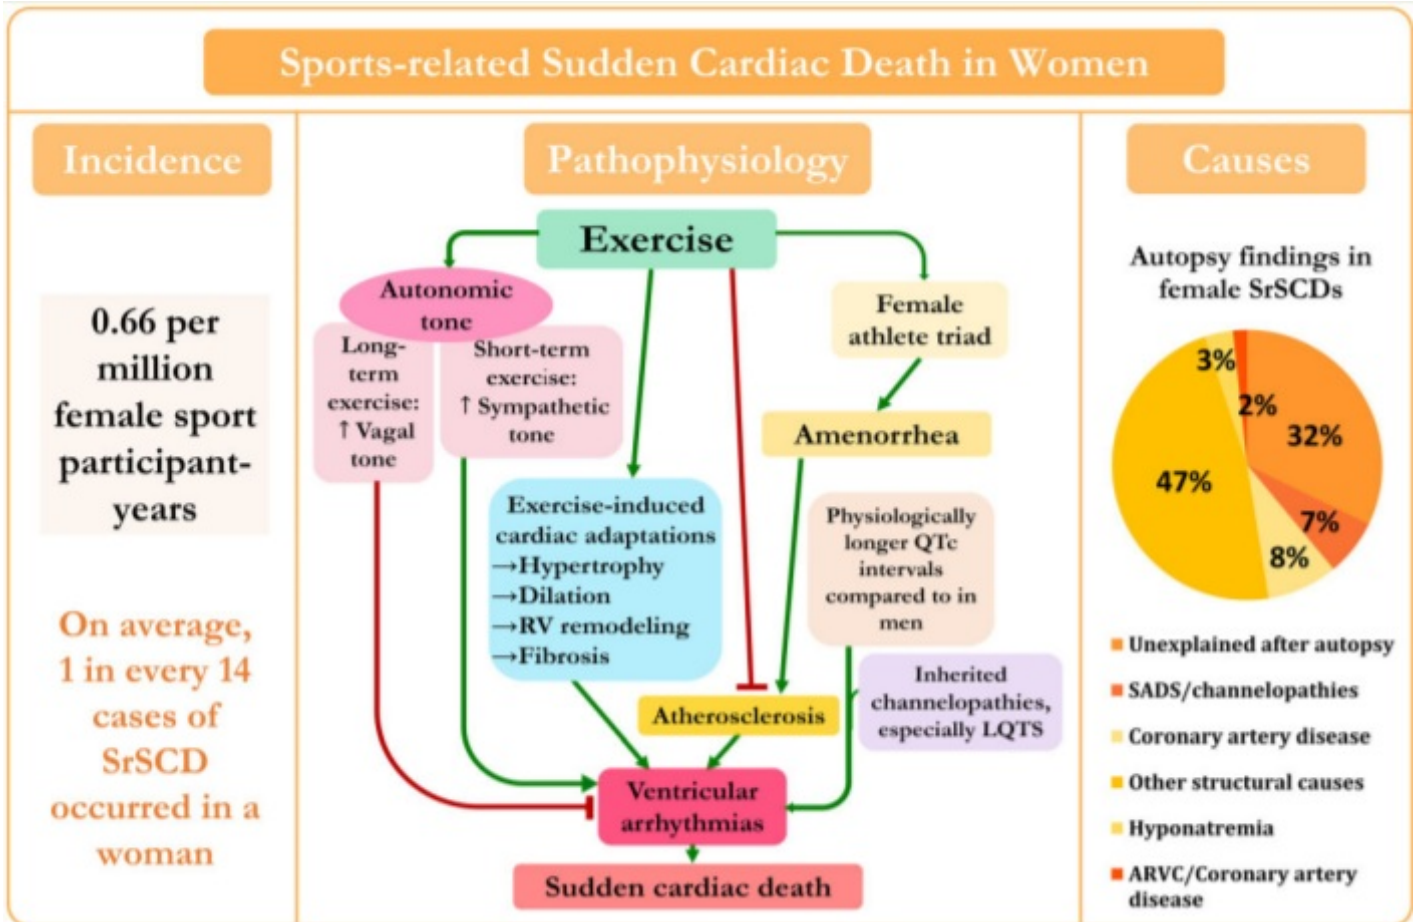 Sports-related Sudden Cardiac Death in Women
Incidence
0.66 per
million
female sport
participant-
years
On average,
1 in every 14
cases of
SrSCD
occurred in a
woman
Pathophysiology
Exercise
Autonomic
tone
Long-
term
exercise:
↑ Vagal
tone
Short-term
exercise:
↑ Sympathetic
tone
Exercise-induced
cardiac adaptations
→Hypertrophy
→Dilation
→RV remodeling
→Fibrosis
Female
athlete triad
Amenorrhea
Physiologically
longer QTc
intervals
compared to in
men
Inherited
channelopathies,
especially LQTS
Atherosclerosis
Ventricular
arrhythmias
Sudden cardiac death
Causes
Autopsy findings in
female SrSCDs
3%
2%
32%
47%
7%
8%
Unexplained after autopsy
SADS/channelopathies
Coronary artery disease
Other structural causes
Hyponatremia
ARVC/Coronary artery
disease